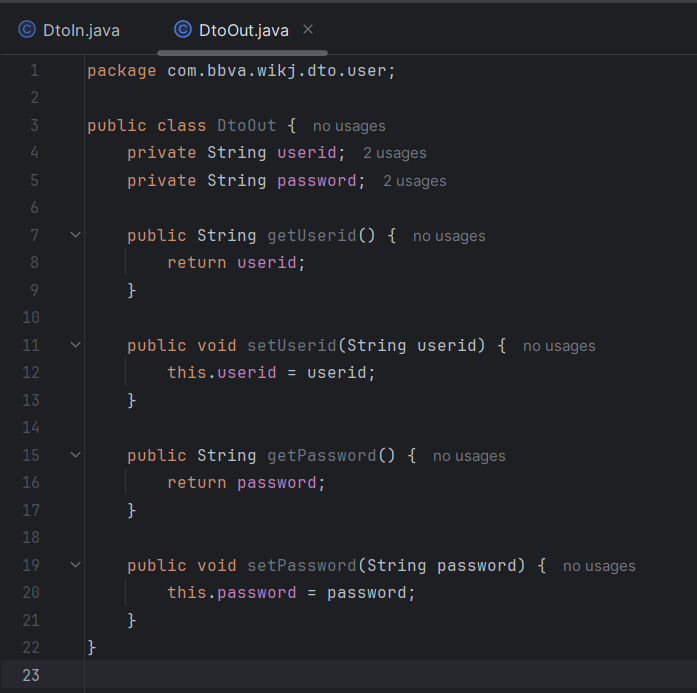 DtoIn.java DtoOut.java
1 package com.bbva.wikj.dto.user;
2
3 public class DtoOut { no usages
4     private String userid; 2 usages
5     private String password; 2 usages
6
7     public String getUserid() { no usages
8         return userid;
9     }
10
11     public void setUserid(String userid) { no usages
12         this.userid = userid;
13     }
14
15     public String getPassword() { no usages
16         return password;
17     }
18
19     public void setPassword(String password) { no usages
20         this.password = password;
21     }
22 }
23